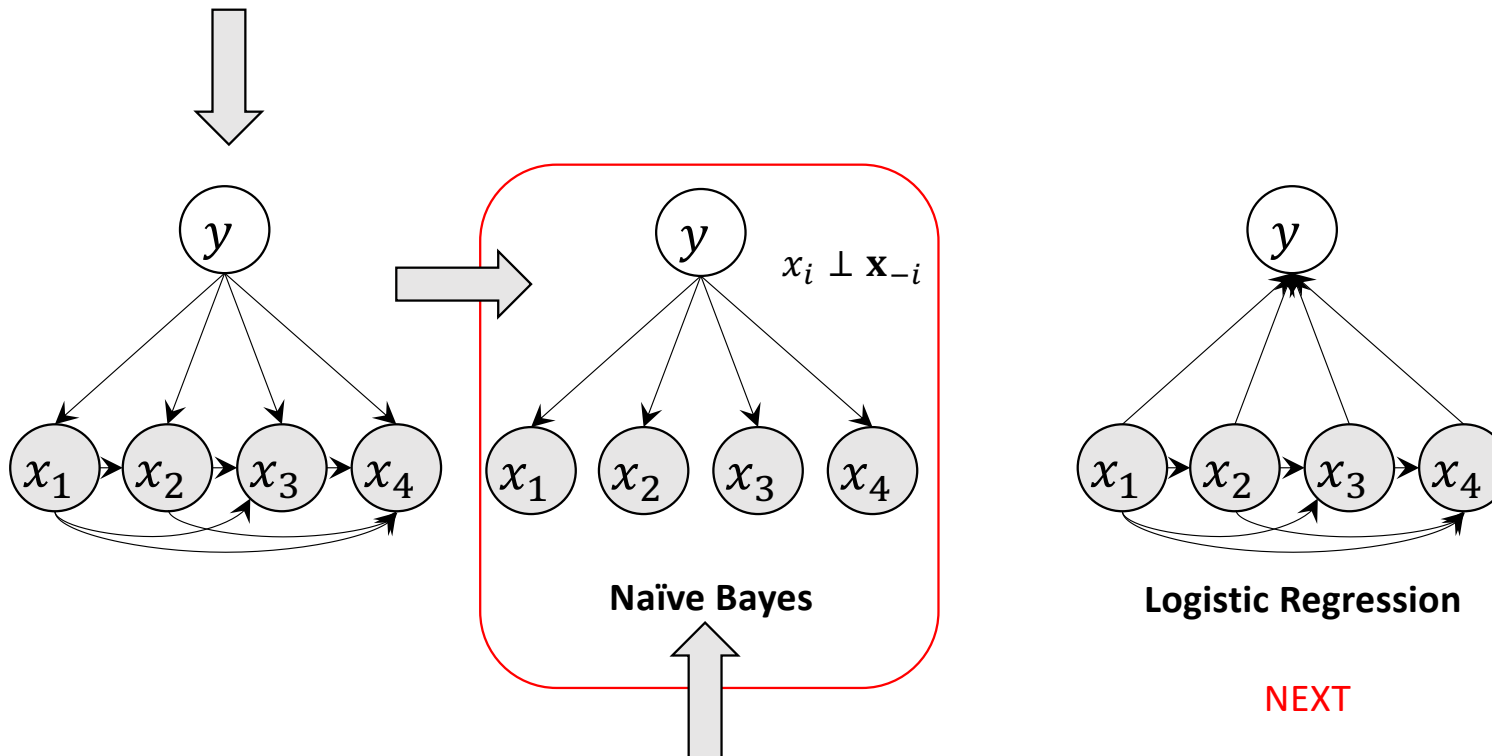 y
x₁ x₂ x₃ x₄
y
xᵢ ⊥ 𝐱₋ᵢ
x₁ x₂ x₃ x₄
Naïve Bayes
y
x₁ x₂ x₃ x₄
Logistic Regression
NEXT